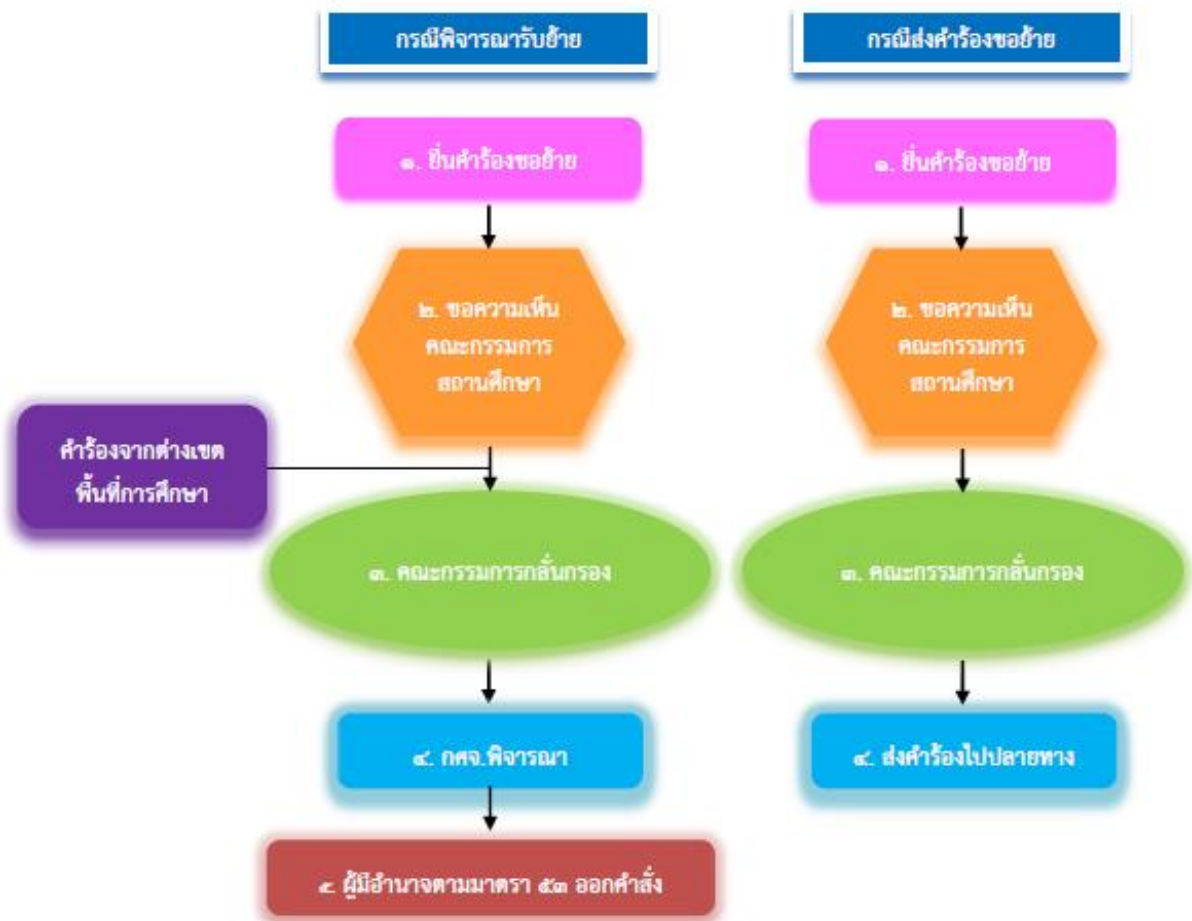 กรณีพิจารณารับย้าย
๑. ยื่นคำร้องขอย้าย
๒. ขอความเห็น
คณะกรรมการ
สถานศึกษา
คำร้องจากต่างเขต
พื้นที่การศึกษา
๓. คณะกรรมการกลั่นกรอง
๔. กศจ.พิจารณา
๕. ผู้มีอำนาจตามมาตรา ๕๓ ออกคำสั่ง
กรณีส่งคำร้องขอย้าย
๑. ยื่นคำร้องขอย้าย
๒. ขอความเห็น
คณะกรรมการ
สถานศึกษา
๓. คณะกรรมการกลั่นกรอง
๔. ส่งคำร้องไปปลายทาง